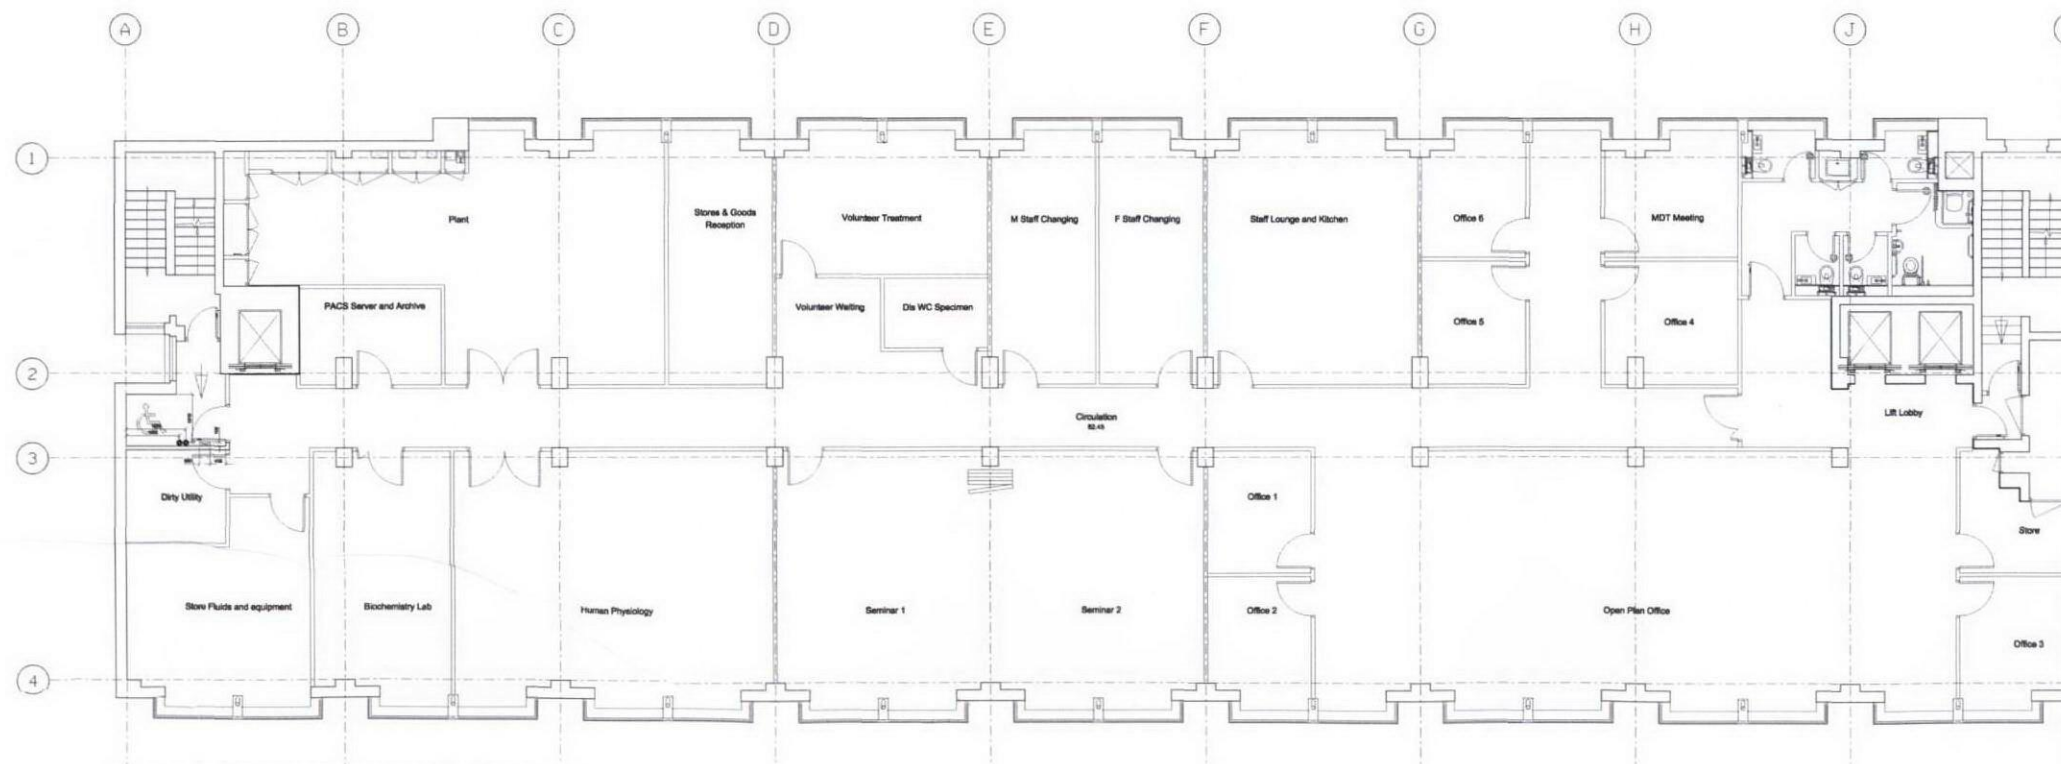 A
B
C
D
E
F
G
H
J
1
Plant
Stores & Goods
Reception
Volunteer Treatment
M Staff Changing
F Staff Changing
Staff Lounge and Kitchen
Office 6
MDT Meeting
PACS Server and Archive
Volunteer Waiting
Dis WC Specimen
Office 5
Office 4
2
Circulation
82.45
Lift Lobby
3
Dirty Utility
Office 1
Store
Store Fluids and equipment
Biochemistry Lab
Human Physiology
Seminar 1
Seminar 2
Office 2
Open Plan Office
Office 3
4